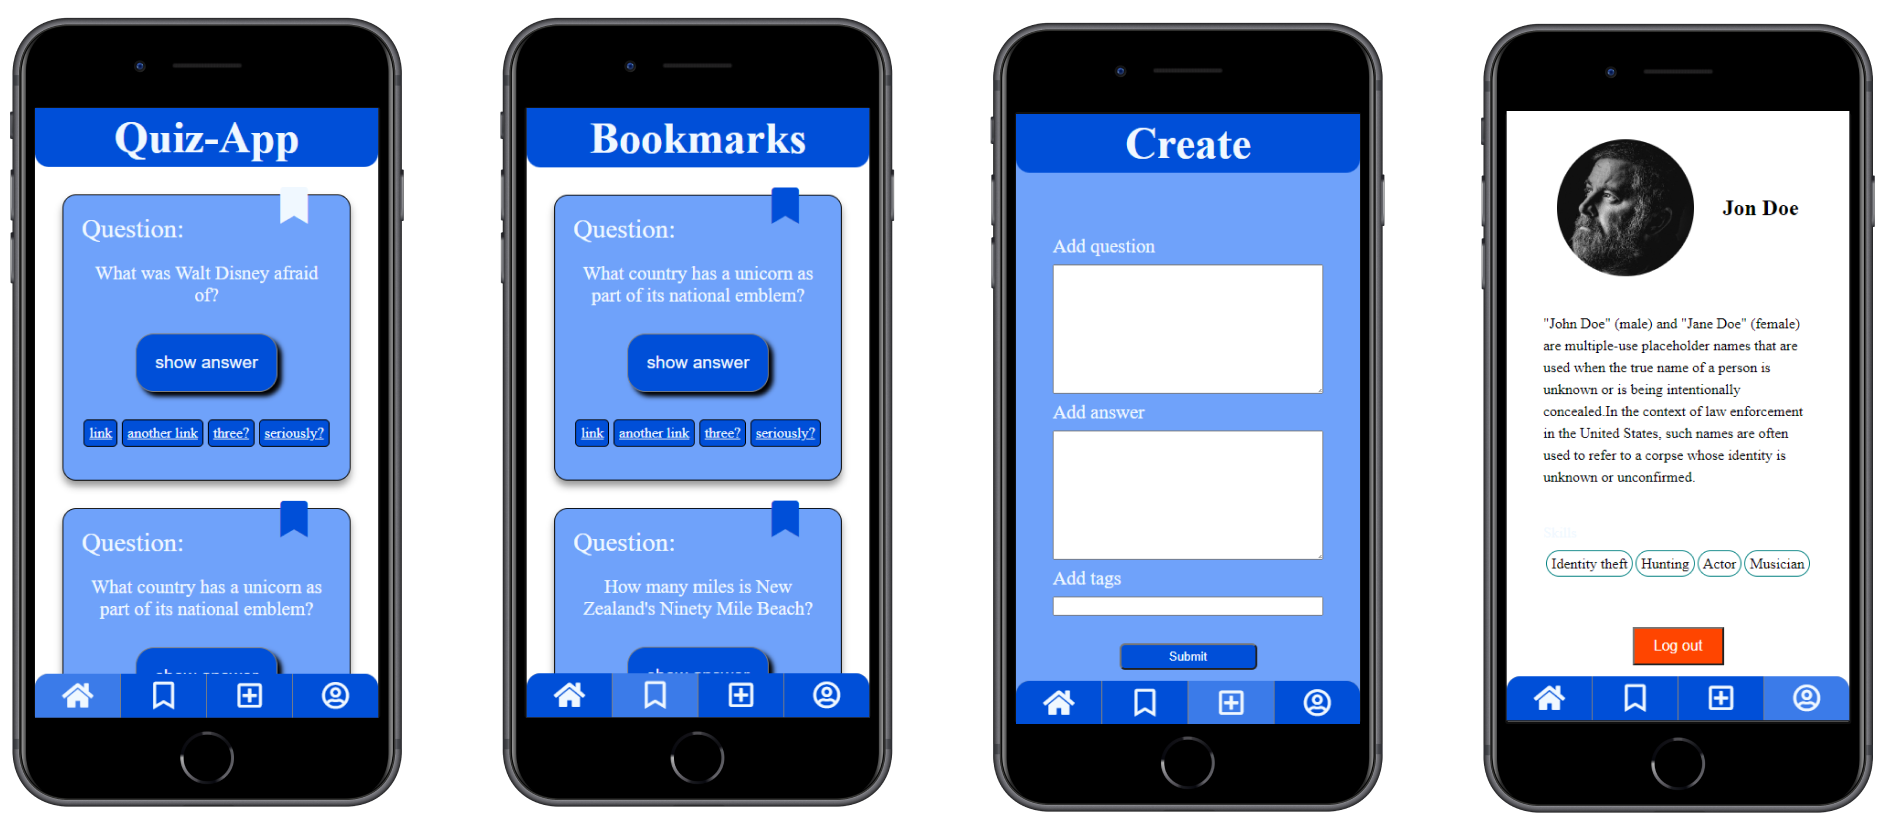 Quiz-App
Question:
What was Walt Disney afraid
of?
show answer
link another link three? seriously?
Question:
What country has a unicorn as
part of its national emblem?
show answer
Bookmarks
Question:
What country has a unicorn as
part of its national emblem?
show answer
link another link three? seriously?
Question:
How many miles is New
Zealand's Ninety Mile Beach?
show answer
Create
Add question
Add answer
Add tags
Submit
Jon Doe
"John Doe" (male) and "Jane Doe" (female)
are multiple-use placeholder names that are
used when the true name of a person is
unknown or is being intentionally
concealed.In the context of law enforcement
in the United States, such names are often
used to refer to a corpse whose identity is
unknown or unconfirmed.
Skills
Identity theft Hunting Actor Musician
Log out